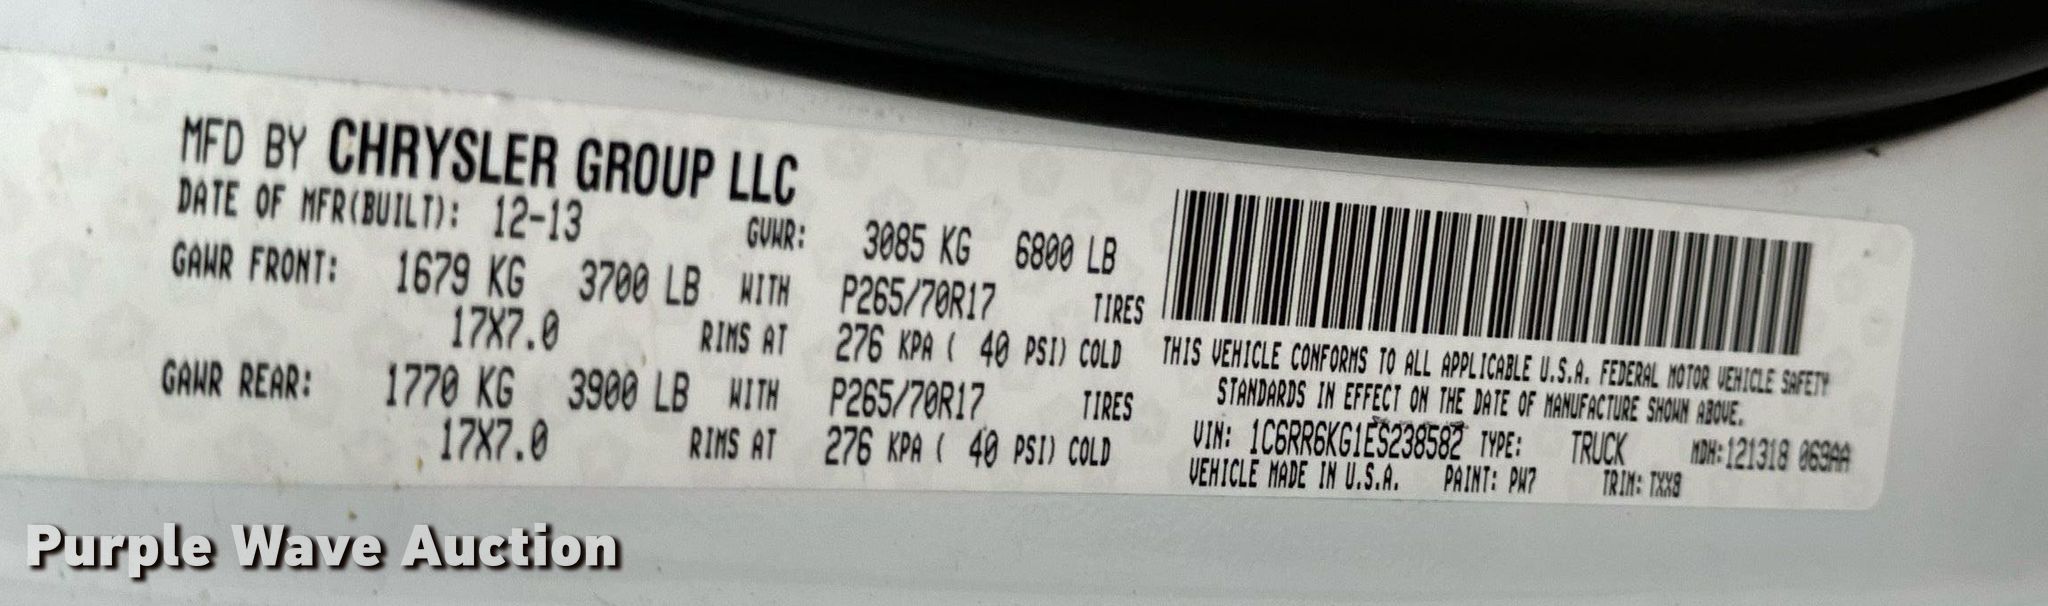 MFD BY CHRYSLER GROUP LLC
DATE OF MFR(BUILT): 12-13 GVWR: 3085 KG 6800 LB
GAWR FRONT: 1679 KG 3700 LB WITH P265/70R17 TIRES
17X7.0 RIMS AT 276 KPA ( 40 PSI) COLD
GAWR REAR: 1770 KG 3900 LB WITH P265/70R17 TIRES
17X7.0 RIMS AT 276 KPA ( 40 PSI) COLD
THIS VEHICLE CONFORMS TO ALL APPLICABLE U.S.A. FEDERAL MOTOR VEHICLE SAFETY
STANDARDS IN EFFECT ON THE DATE OF MANUFACTURE SHOWN ABOVE.
VIN: 1C6RR6KG1ES238582 TYPE: TRUCK MDH:121318 069AA
VEHICLE MADE IN U.S.A. PAINT: PW7 TRIM: TXX8
Purple Wave Auction